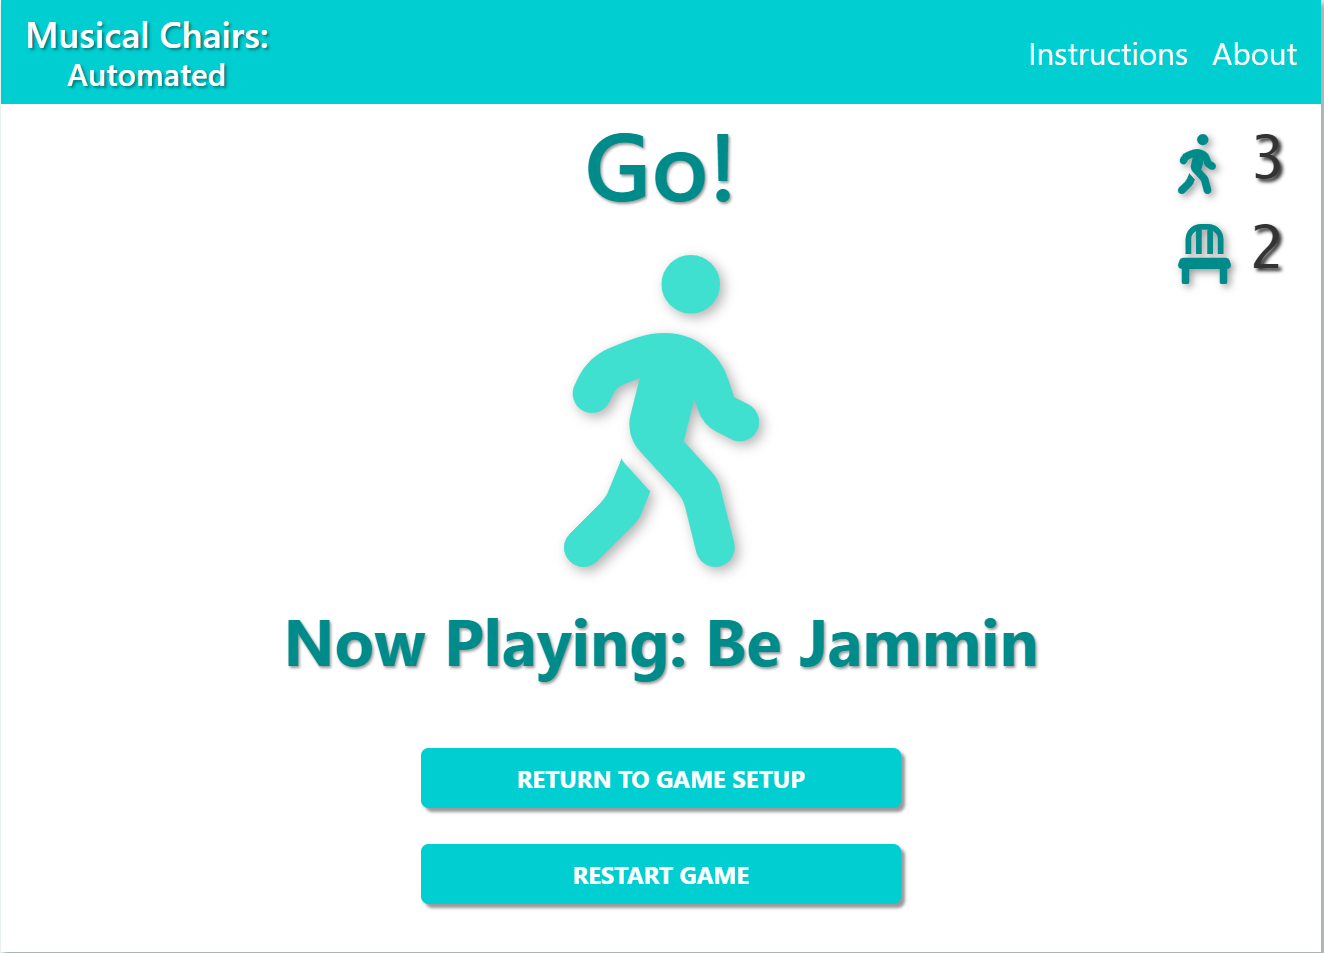 Musical Chairs:
Automated
Instructions About
Go!
3
2
Now Playing: Be Jammin
RETURN TO GAME SETUP
RESTART GAME